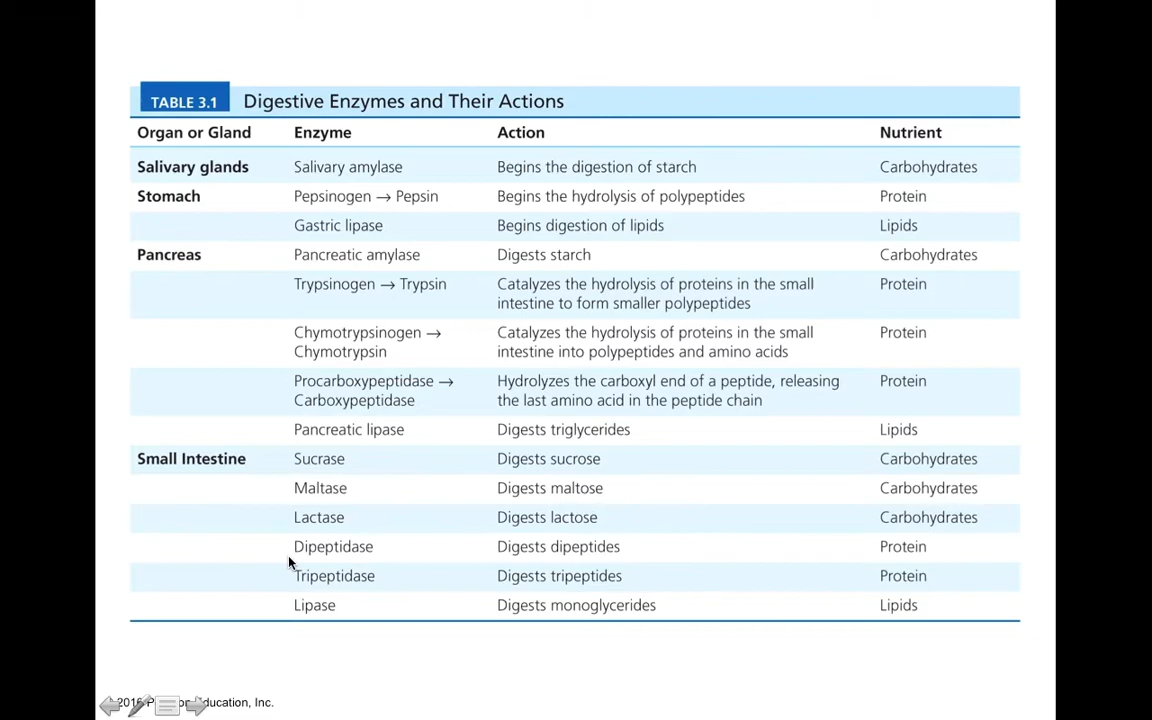 TABLE 3.1 Digestive Enzymes and Their Actions
Organ or Gland Enzyme Action Nutrient
Salivary glands Salivary amylase Begins the digestion of starch Carbohydrates
Stomach Pepsinogen → Pepsin Begins the hydrolysis of polypeptides Protein
Gastric lipase Begins digestion of lipids Lipids
Pancreas Pancreatic amylase Digests starch Carbohydrates
Trypsinogen → Trypsin Catalyzes the hydrolysis of proteins in the small Protein
intestine to form smaller polypeptides
Chymotrypsinogen → Catalyzes the hydrolysis of proteins in the small Protein
Chymotrypsin intestine into polypeptides and amino acids
Procarboxypeptidase → Hydrolyzes the carboxyl end of a peptide, releasing Protein
Carboxypeptidase the last amino acid in the peptide chain
Pancreatic lipase Digests triglycerides Lipids
Small Intestine Sucrase Digests sucrose Carbohydrates
Maltase Digests maltose Carbohydrates
Lactase Digests lactose Carbohydrates
Dipeptidase Digests dipeptides Protein
Tripeptidase Digests tripeptides Protein
Lipase Digests monoglycerides Lipids
Inc.